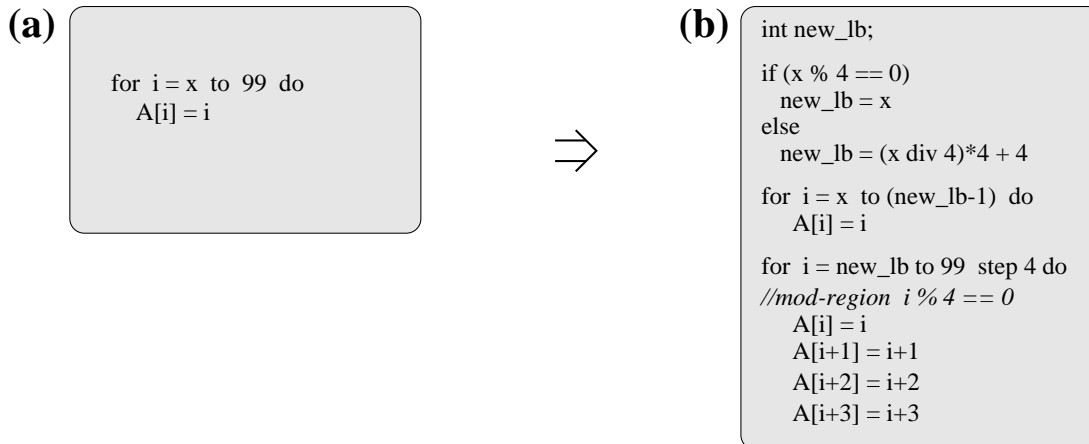 (a)
for i = x to 99 do
A[i] = i
⇒
(b)
int new_lb;
if (x % 4 == 0)
new_lb = x
else
new_lb = (x div 4)*4 + 4
for i = x to (new_lb-1) do
A[i] = i
for i = new_lb to 99 step 4 do
//mod-region i % 4 == 0
A[i] = i
A[i+1] = i+1
A[i+2] = i+2
A[i+3] = i+3